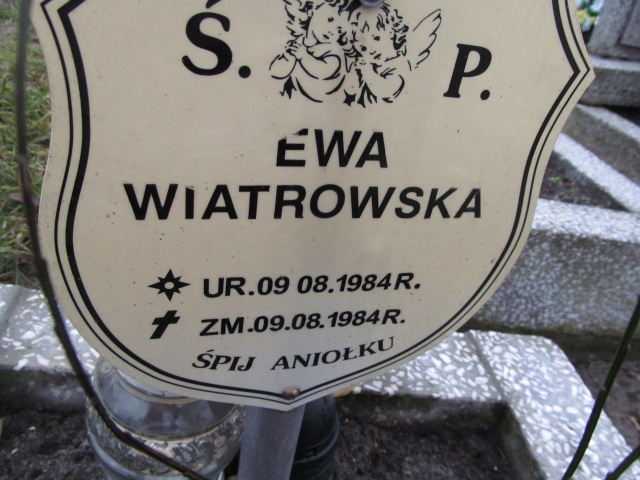 Ś. P.
EWA
WIATROWSKA
UR. 09 08. 1984 R.
ZM. 09. 08. 1984 R.
ŚPIJ ANIOŁKU